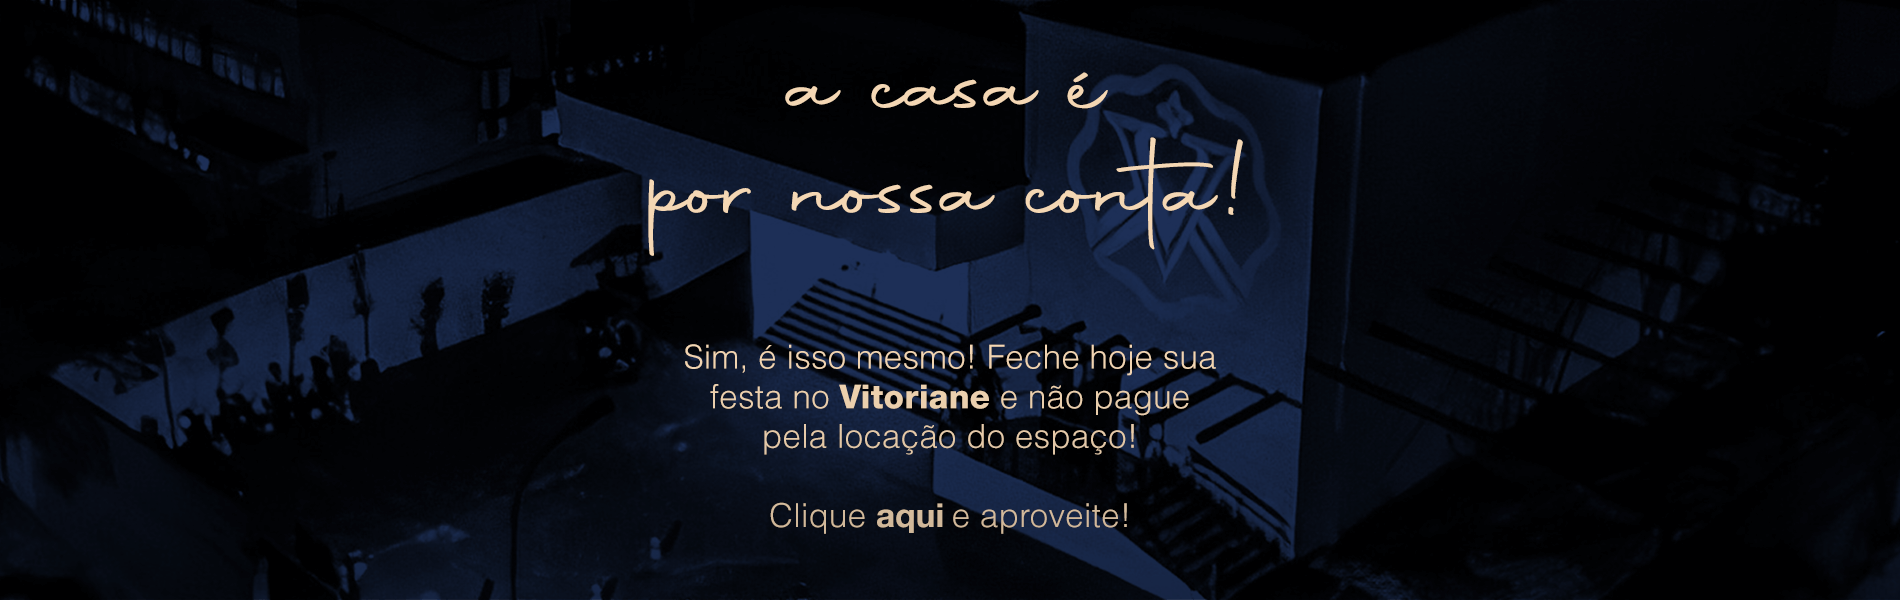 a casa é
por nossa conta!
Sim, é isso mesmo! Feche hoje sua
festa no Vitoriane e não pague
pela locação do espaço!
Clique aqui e aproveite!